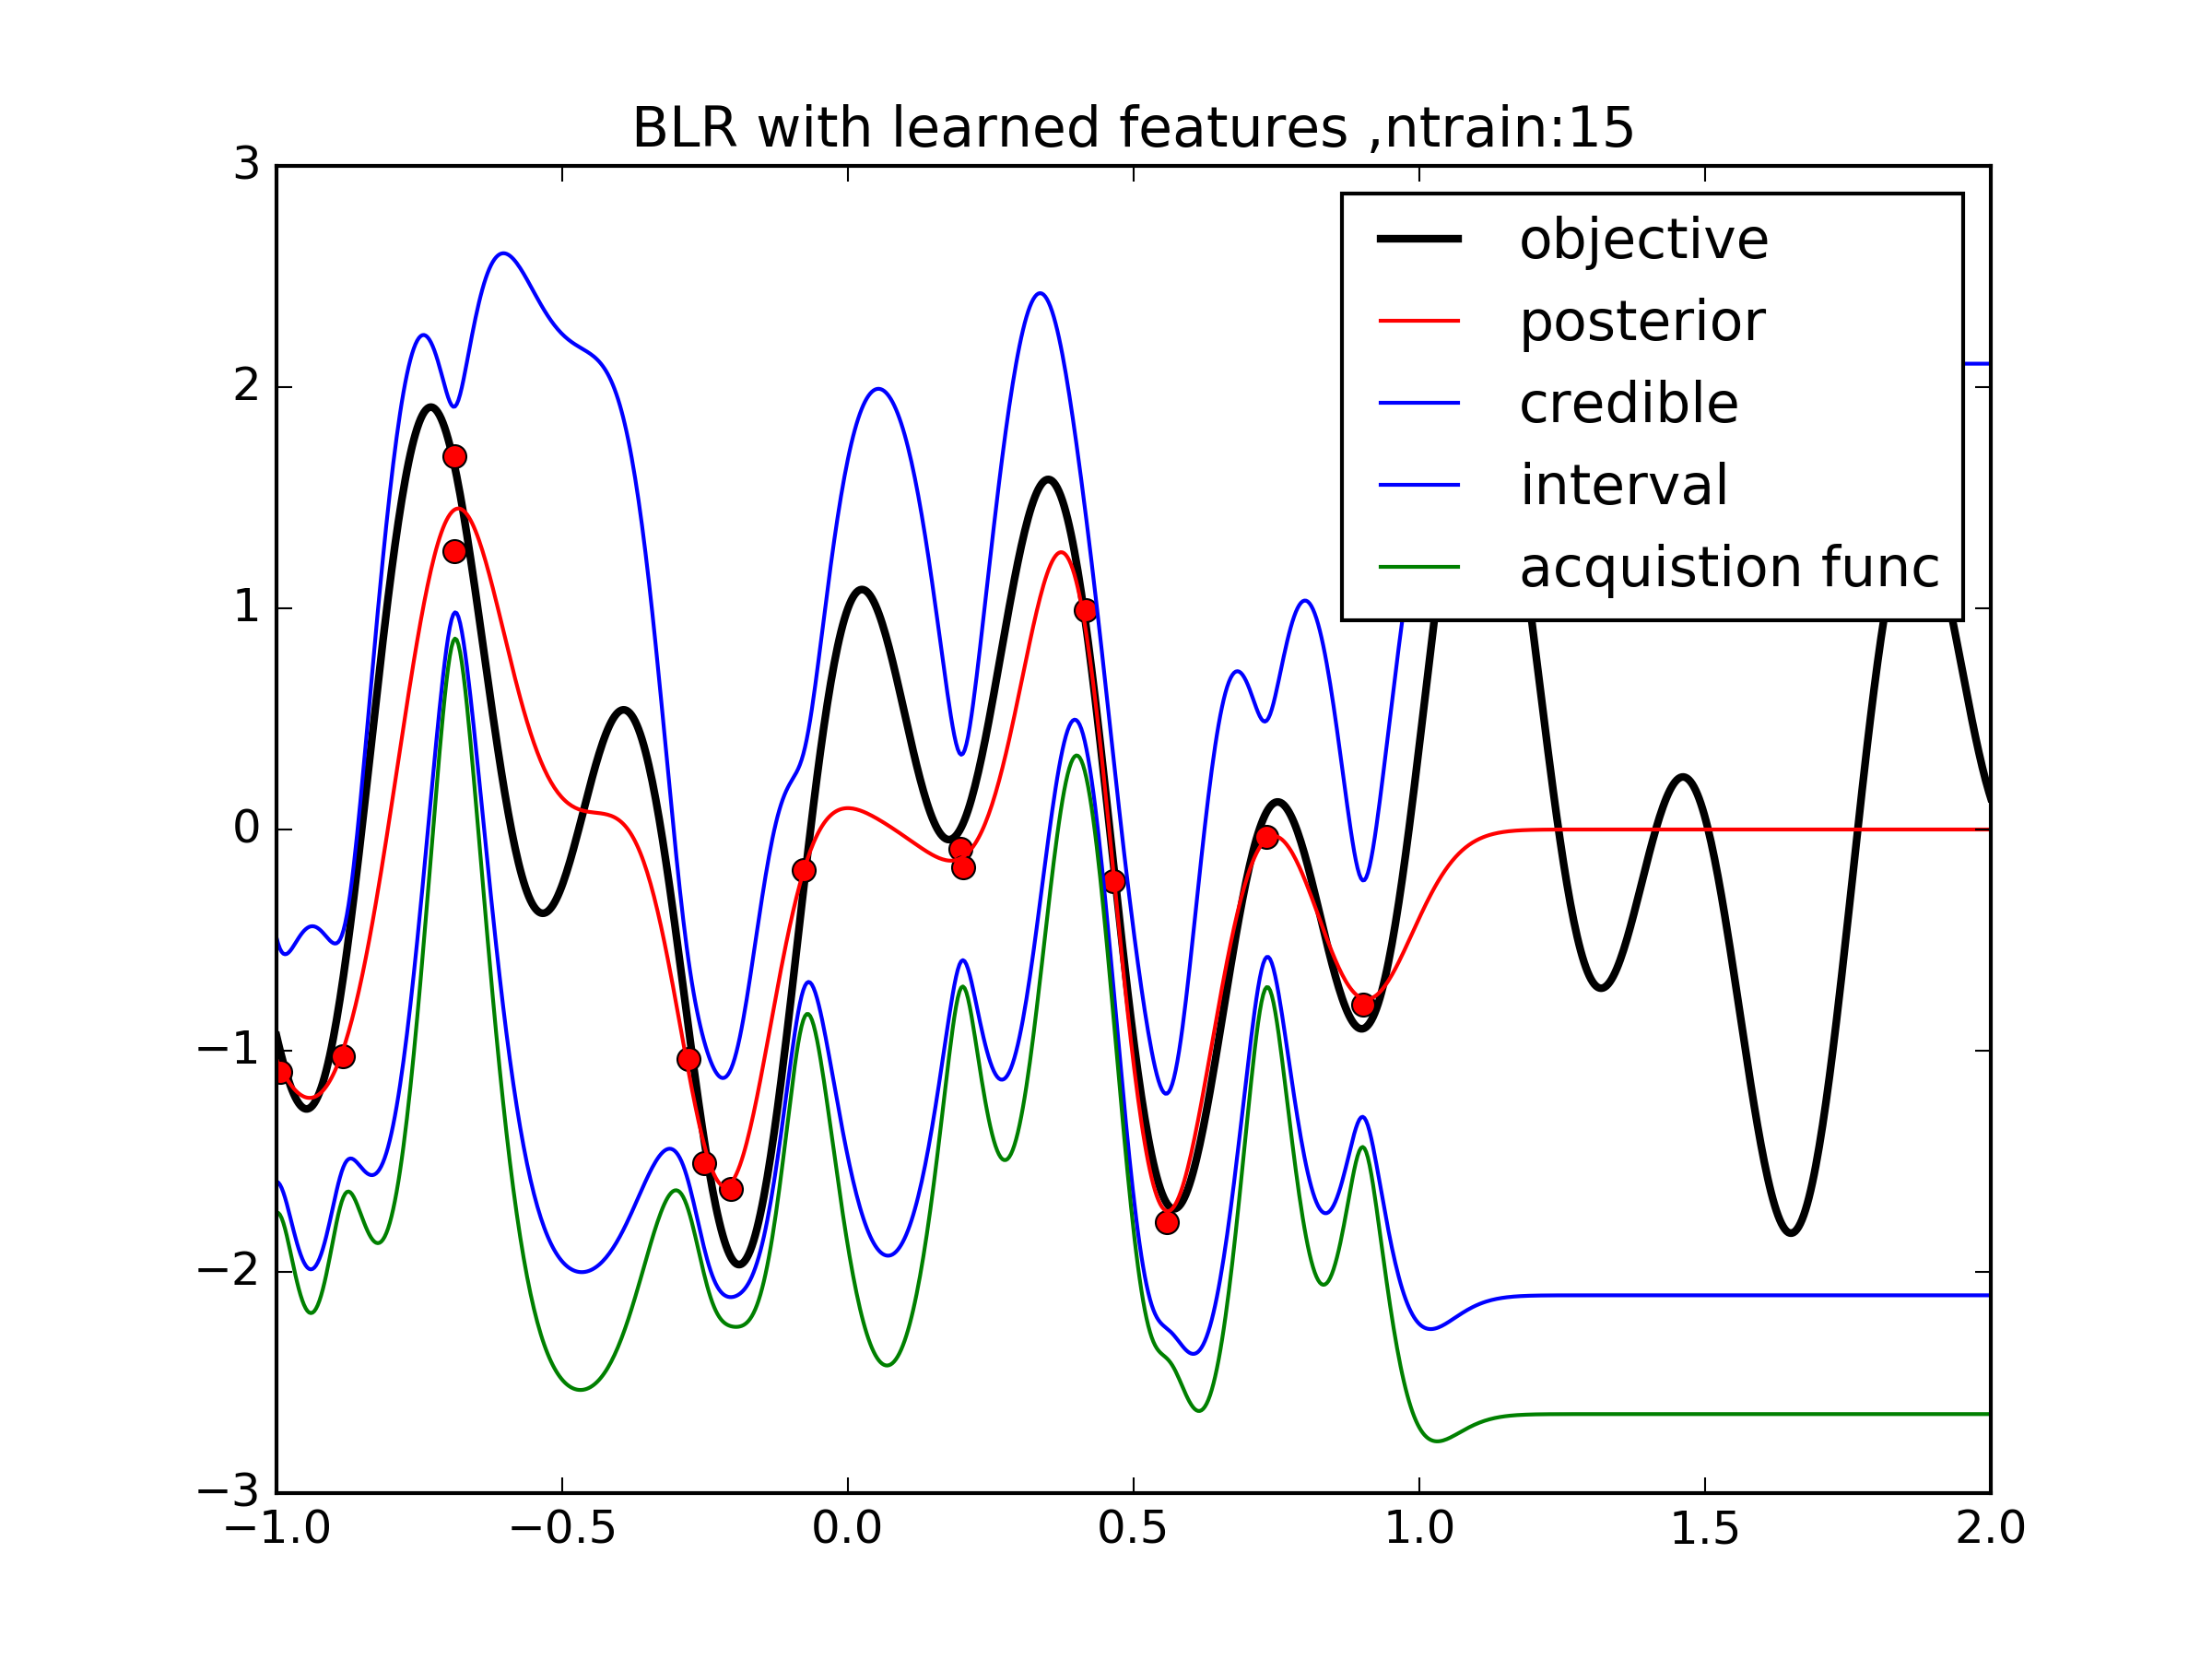 BLR with learned features ,ntrain:15
3
2
1
0
−1
−2
−3
objective
posterior
credible
interval
acquistion func
−1.0 −0.5 0.0 0.5 1.0 1.5 2.0